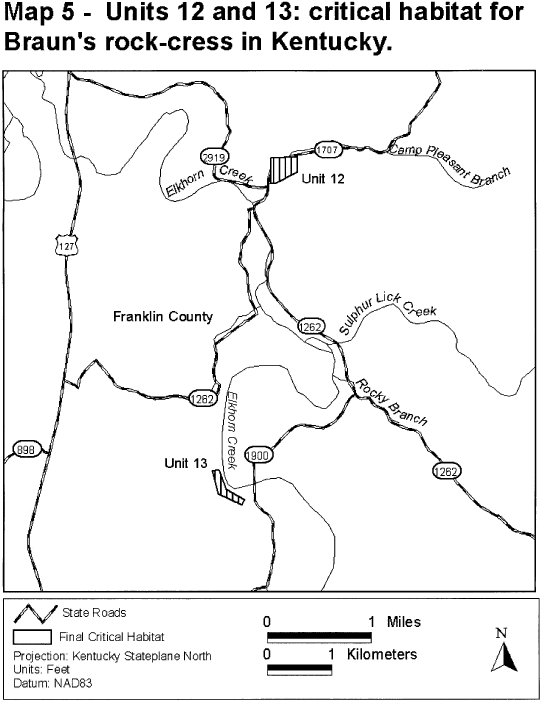 Map 5 -  Units 12 and 13: critical habitat for
Braun's rock-cress in Kentucky.
2919
1707
Camp Pleasant Branch
Elkhorn Creek
Unit 12
127
Franklin County
1262
Sulphur Lick Creek
1262
Rocky Branch
Elkhorn Creek
898
Unit 13
1900
1262
State Roads
Final Critical Habitat
Projection: Kentucky Stateplane North
Units: Feet
Datum: NAD83
0 1 Miles
0 1 Kilometers
N